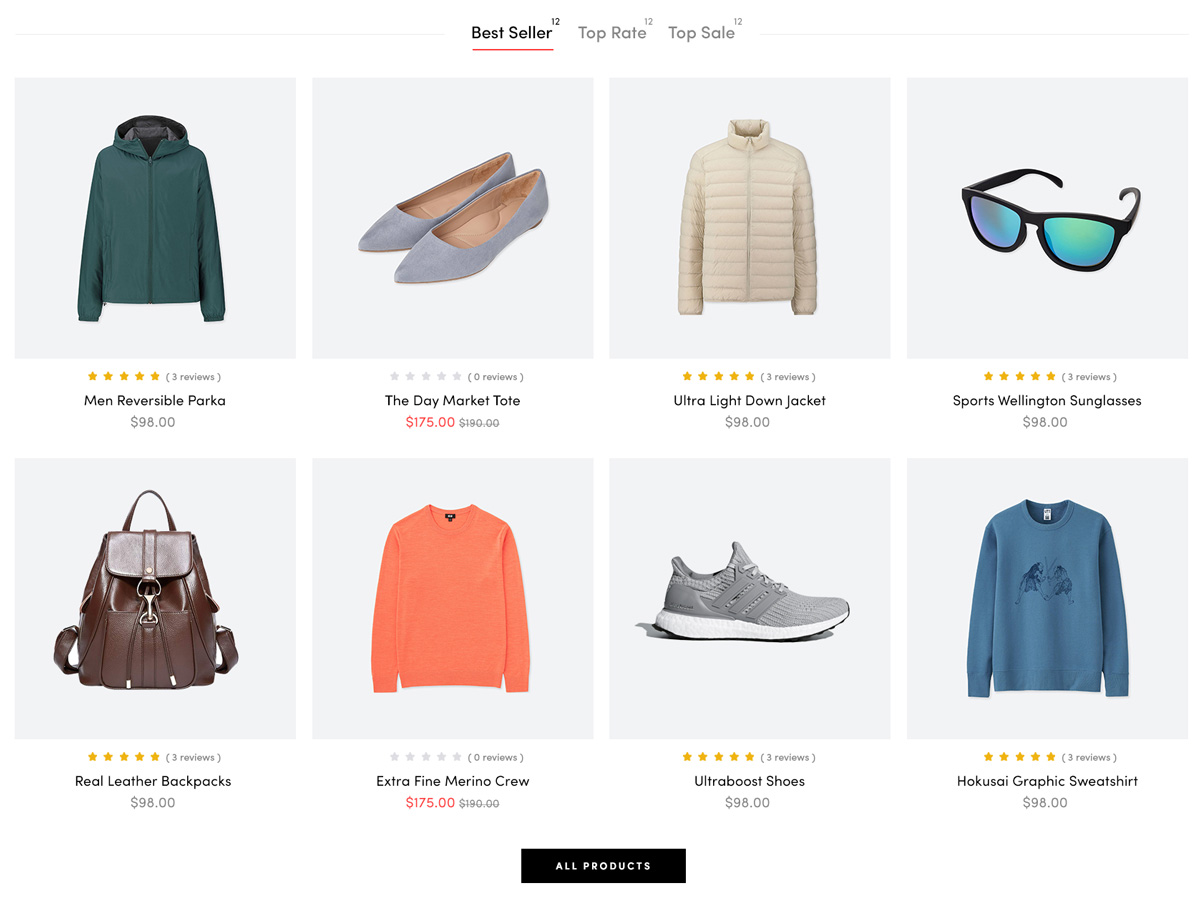 Best Seller 12 Top Rate 12 Top Sale 12
( 3 reviews ) ( 0 reviews ) ( 3 reviews ) ( 3 reviews )
Men Reversible Parka The Day Market Tote Ultra Light Down Jacket Sports Wellington Sunglasses
$98.00 $175.00 $190.00 $98.00 $98.00
( 3 reviews ) ( 0 reviews ) ( 3 reviews ) ( 3 reviews )
Real Leather Backpacks Extra Fine Merino Crew Ultraboost Shoes Hokusai Graphic Sweatshirt
$98.00 $175.00 $190.00 $98.00 $98.00
ALL PRODUCTS